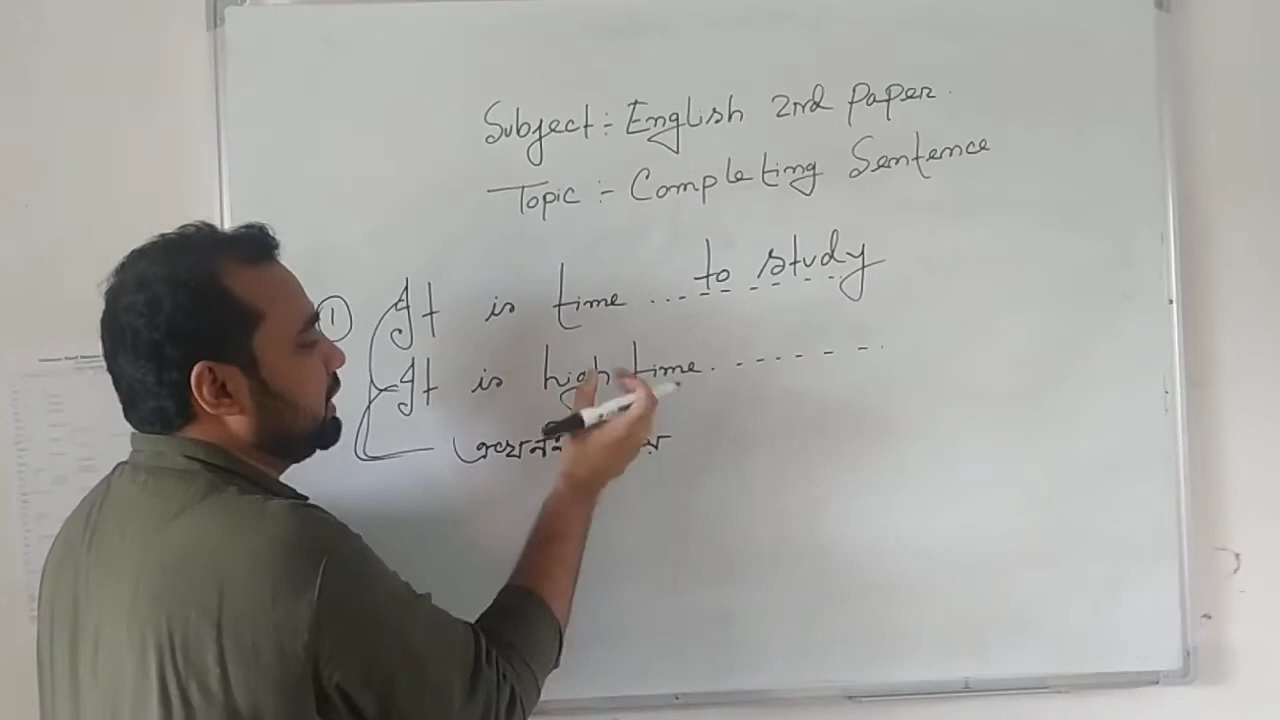 Subject:- English 2nd Paper.
Topic:- Completing Sentence
① It is time ... to study
It is high time. - - - - - - .